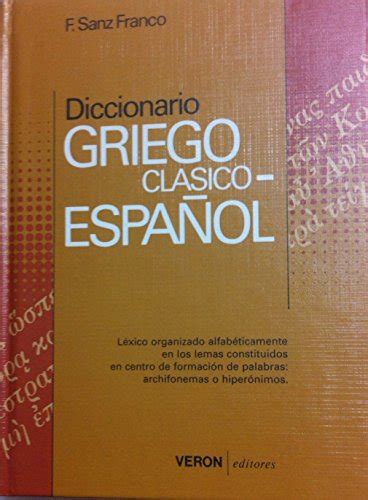 F. Sanz Franco
Diccionario
GRIEGO
CLASICO-
ESPAÑOL
Léxico organizado alfabéticamente
en los lemas constituidos
en centro de formación de palabras:
archifonemas o hiperónimos.
VERON editores